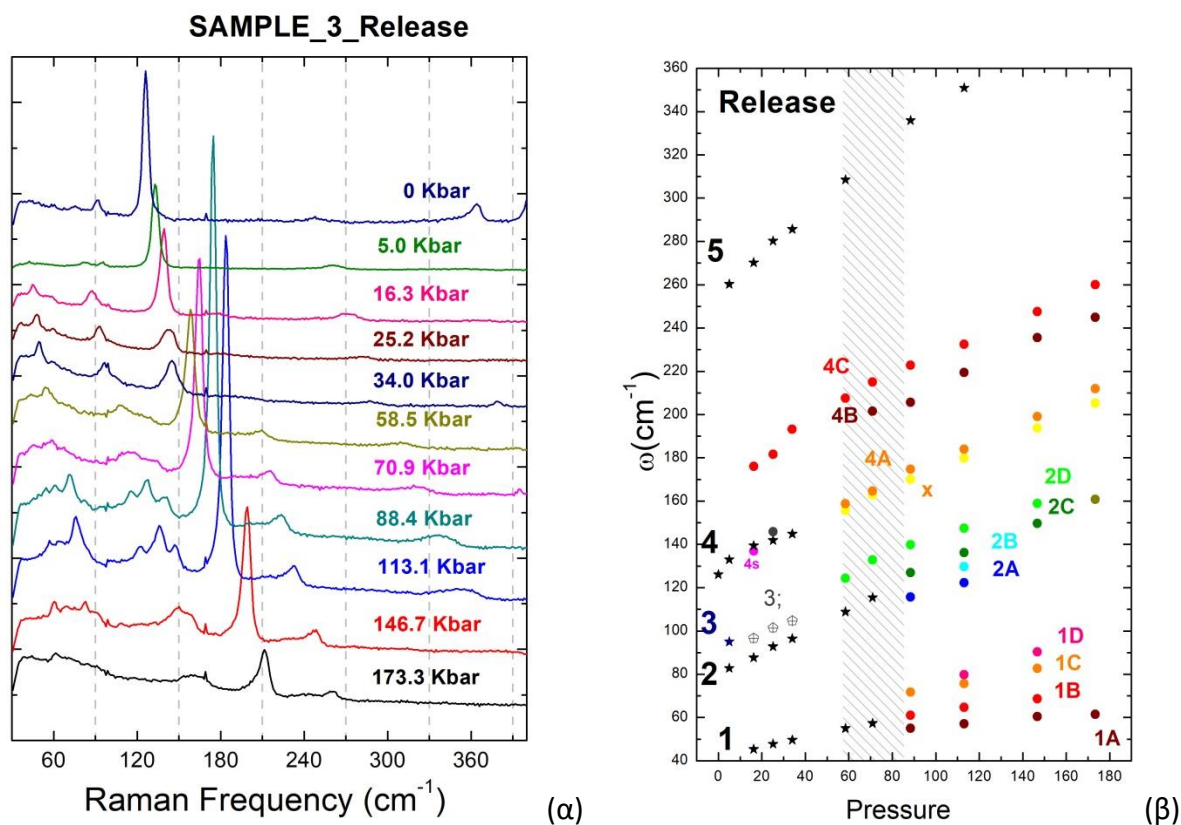 SAMPLE_3_Release
0 Kbar
5.0 Kbar
16.3 Kbar
25.2 Kbar
34.0 Kbar
58.5 Kbar
70.9 Kbar
88.4 Kbar
113.1 Kbar
146.7 Kbar
173.3 Kbar
60 120 180 240 300 360
Raman Frequency (cm⁻¹)
(α)
Release
ω(cm⁻¹)
360
340
320
300
280
260
240
220
200
180
160
140
120
100
80
60
40
5
4C
4B
4A
x
2D
2C
4
4s
2B
2A
3;
3
2
1D
1C
1B
1
1A
0 20 40 60 80 100 120 140 160 180
Pressure
(β)